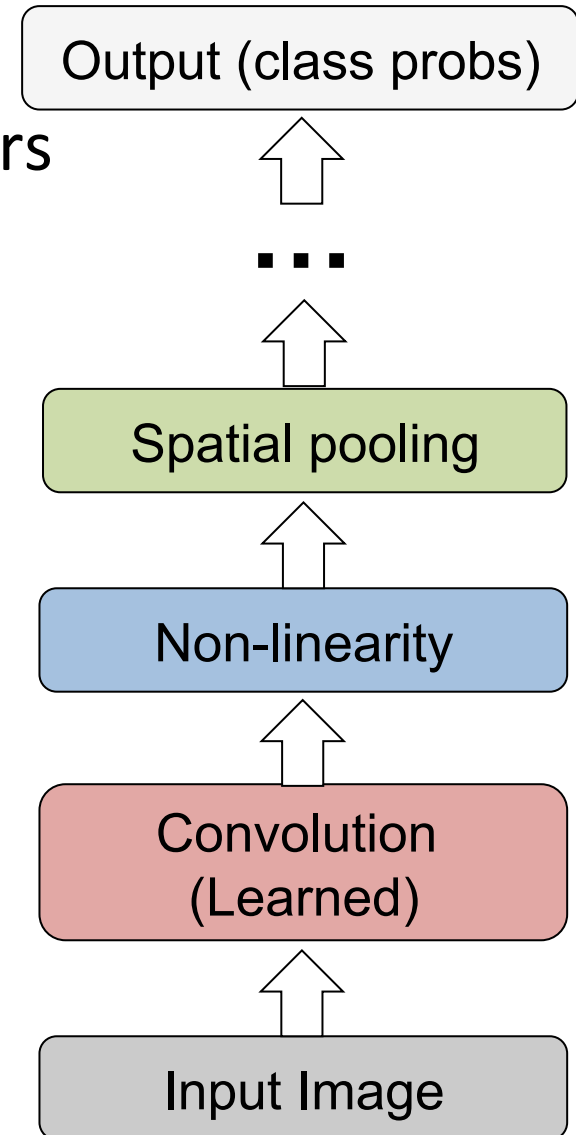 Output (class probs)
rs
...
Spatial pooling
Non-linearity
Convolution
(Learned)
Input Image